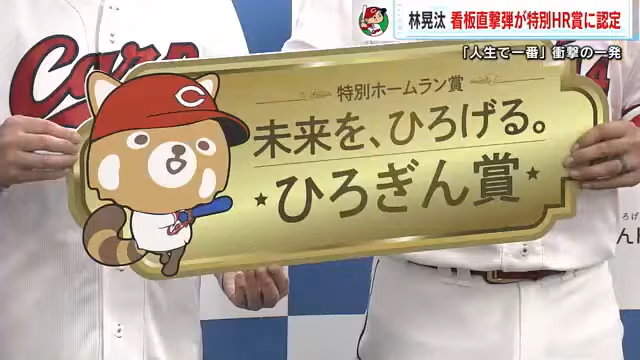 林晃汰 看板直撃弾が特別HR賞に認定
「人生で一番」衝撃の一発
特別ホームラン賞
未来を、ひろげる。
★ひろぎん賞★
C
Carp